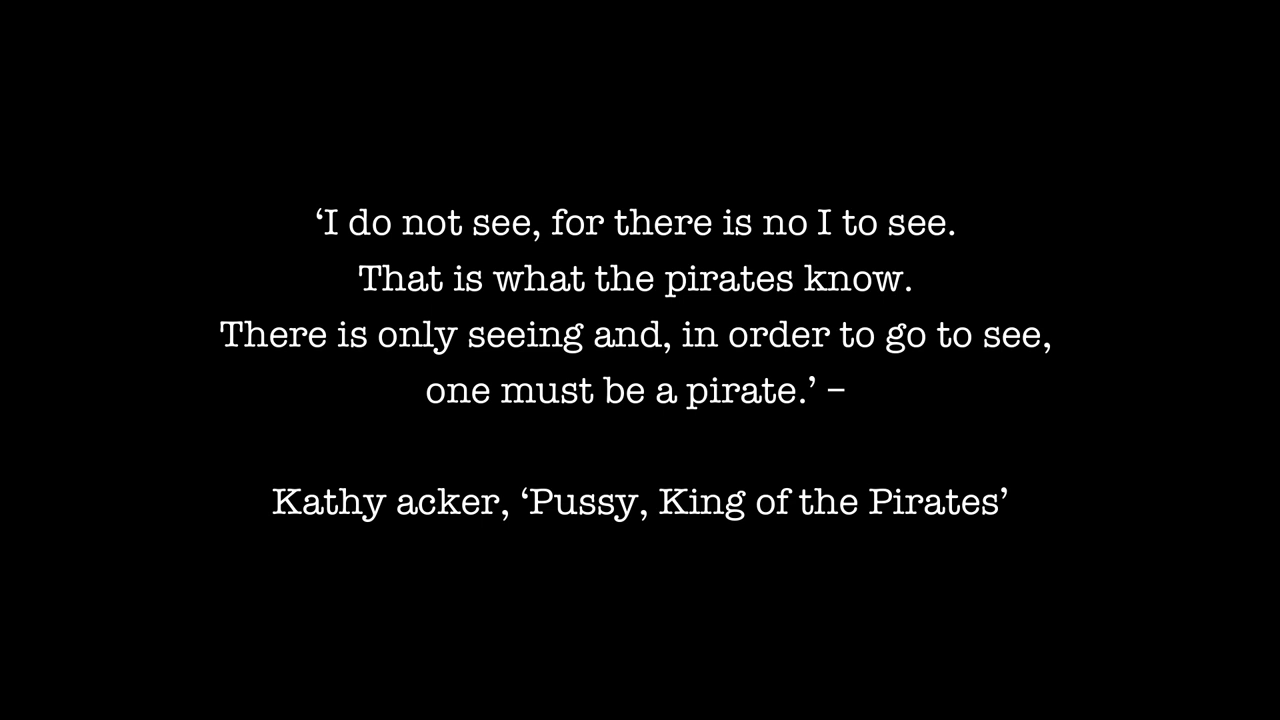 ‘I do not see, for there is no I to see.
That is what the pirates know.
There is only seeing and, in order to go to see,
one must be a pirate.’ –
Kathy acker, ‘Pussy, King of the Pirates’